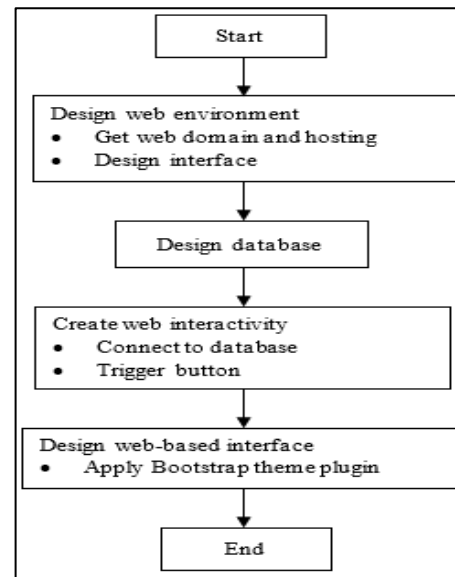 Start
Design web environment
• Get web domain and hosting
• Design interface
Design database
Create web interactivity
• Connect to database
• Trigger button
Design web-based interface
• Apply Bootstrap theme plugin
End